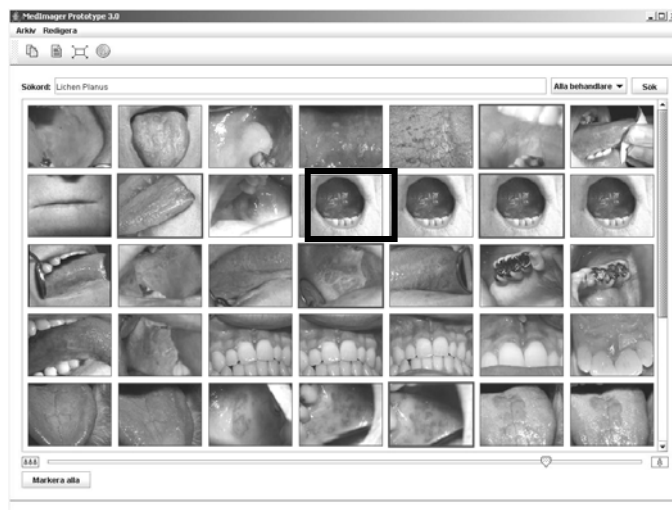 MedImager Prototype 3.0
Arkiv Redigera
Sökord: Lichen Planus Alla behandlare Sök
Markera alla